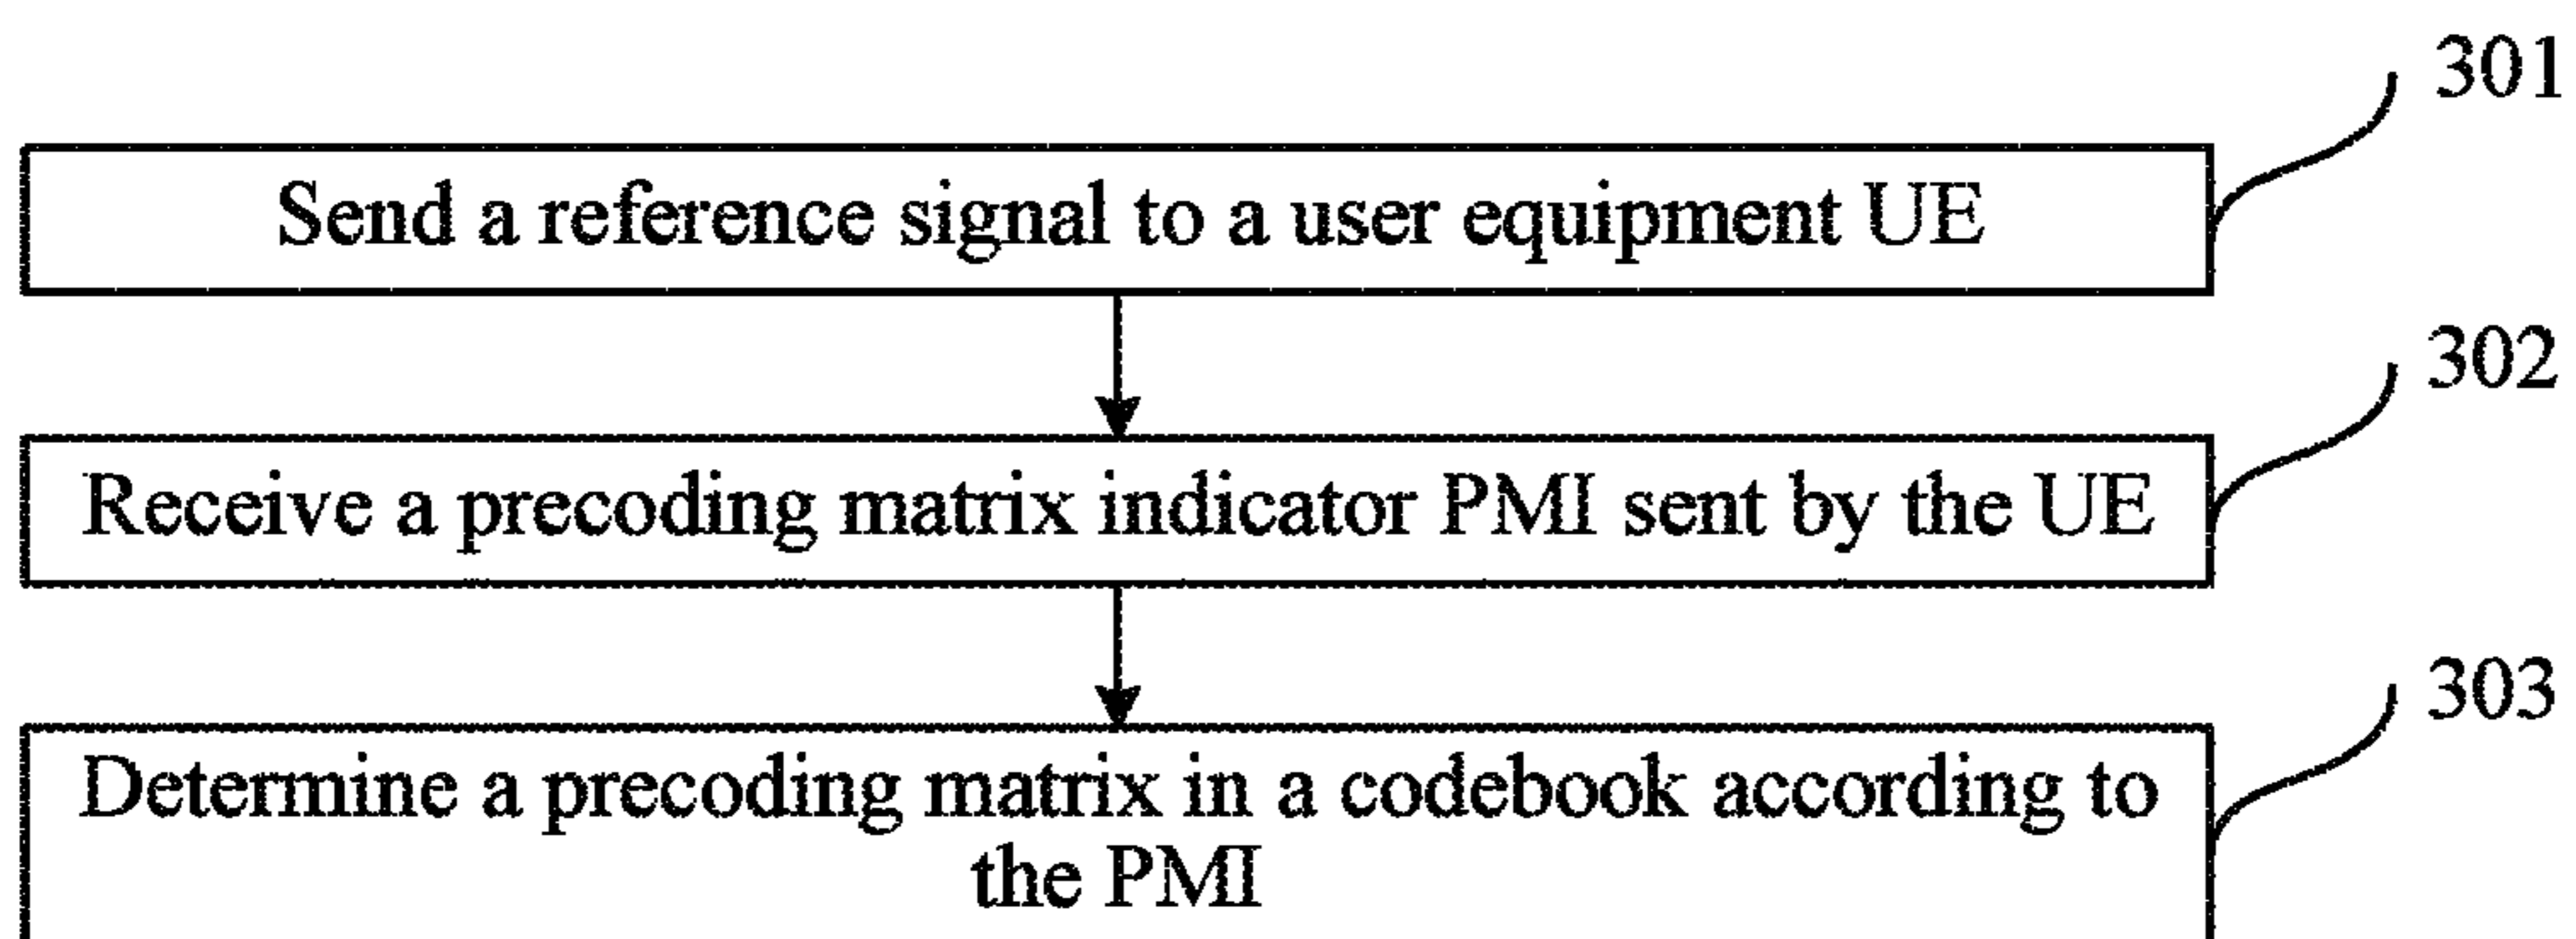 301
Send a reference signal to a user equipment UE
302
Receive a precoding matrix indicator PMI sent by the UE
303
Determine a precoding matrix in a codebook according to
the PMI